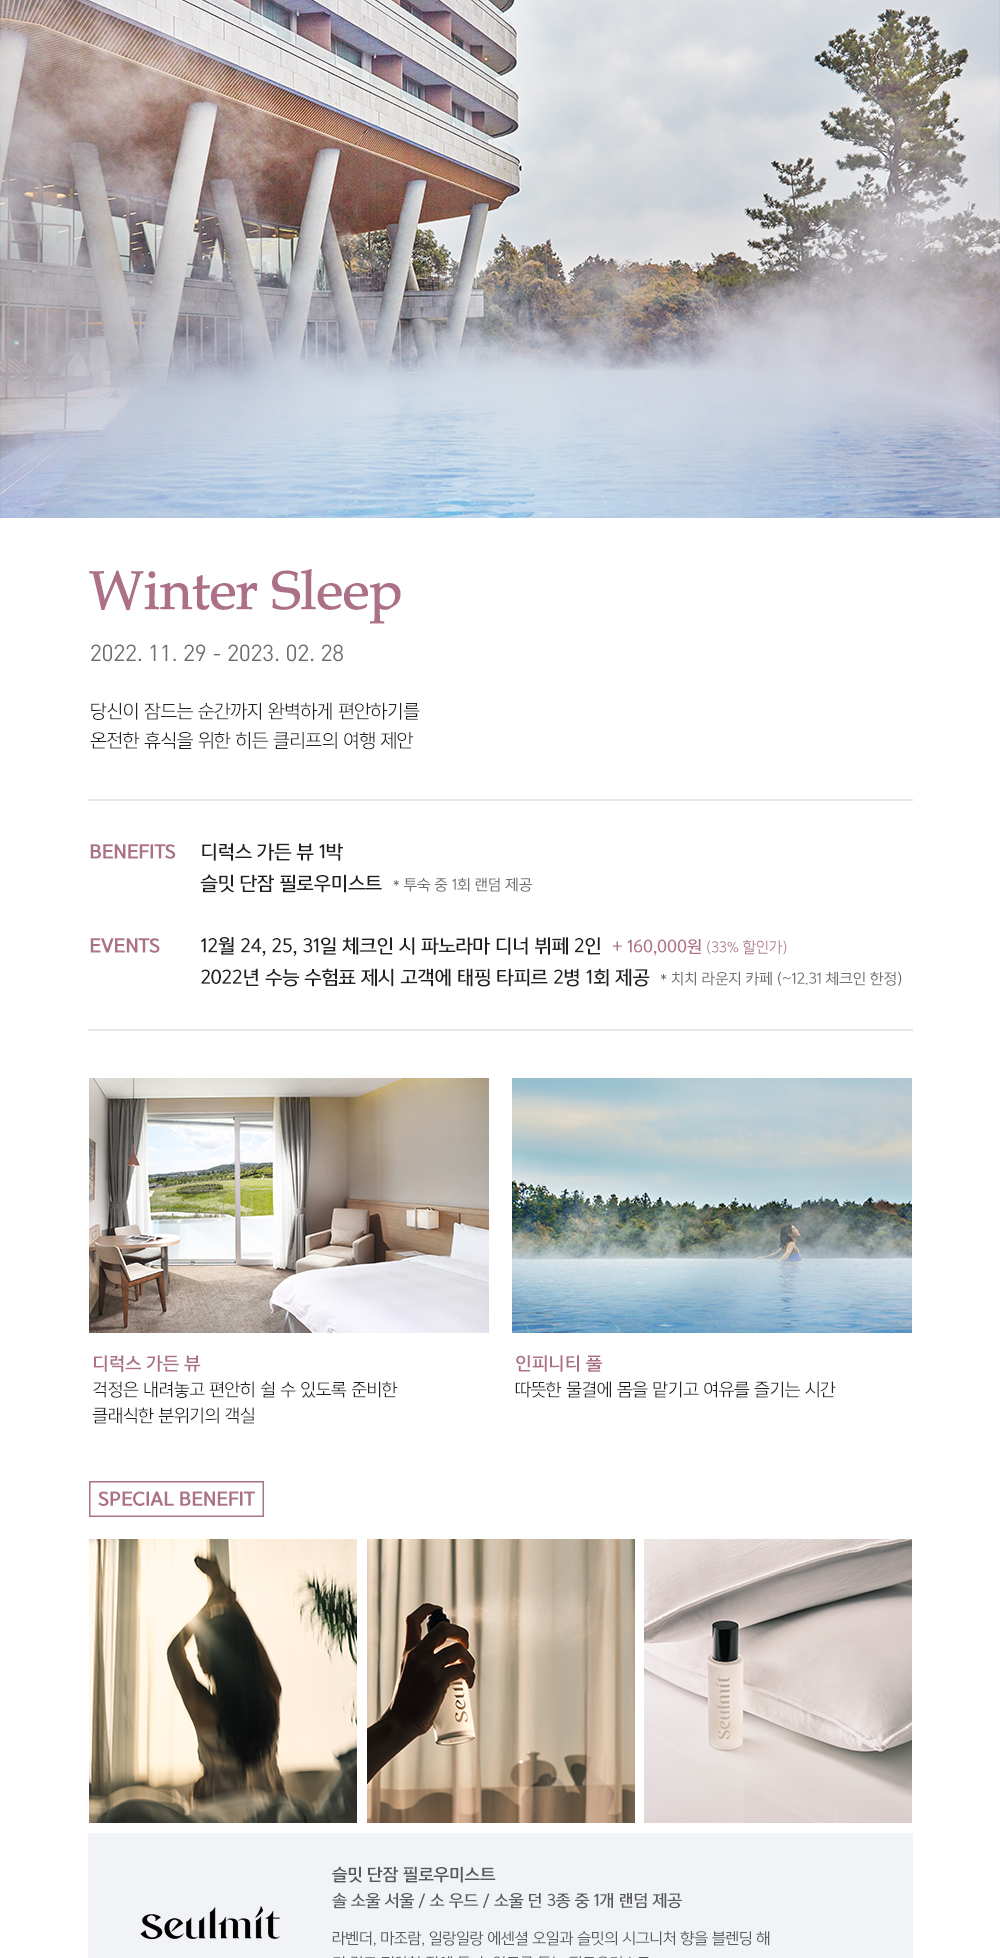 Winter Sleep
2022. 11. 29 - 2023. 02. 28
당신이 잠드는 순간까지 완벽하게 편안하기를
온전한 휴식을 위한 히든 클리프의 여행 제안
BENEFITS 디럭스 가든 뷰 1박
슬밋 단잠 필로우미스트 * 투숙 중 1회 랜덤 제공
EVENTS 12월 24, 25, 31일 체크인 시 파노라마 디너 뷔페 2인 + 160,000원 (33% 할인가)
2022년 수능 수험표 제시 고객에 태핑 타피르 2병 1회 제공 * 치치 라운지 카페 (~12.31 체크인 한정)
디럭스 가든 뷰
걱정은 내려놓고 편안히 쉴 수 있도록 준비한
클래식한 분위기의 객실
인피니티 풀
따뜻한 물결에 몸을 맡기고 여유를 즐기는 시간
SPECIAL BENEFIT
Seulmit
Seulmit
슬밋 단잠 필로우미스트
솔 소울 서울 / 소 우드 / 소울 던 3종 중 1개 랜덤 제공
Seulmit
라벤더, 마조람, 일랑일랑 에센셜 오일과 슬밋의 시그니처 향을 블렌딩 해